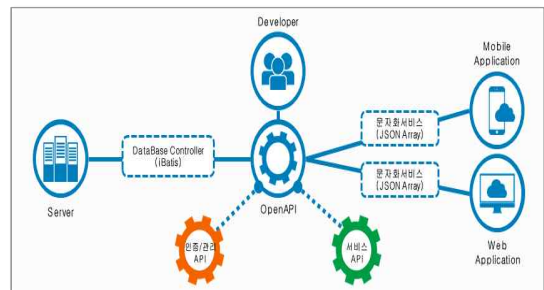 Developer
Mobile
Application
문자화서비스
(JSON Array)
DataBase Controller
(iBatis)
문자화서비스
(JSON Array)
Server
OpenAPI
인증/관리
API
서비스
API
Web
Application